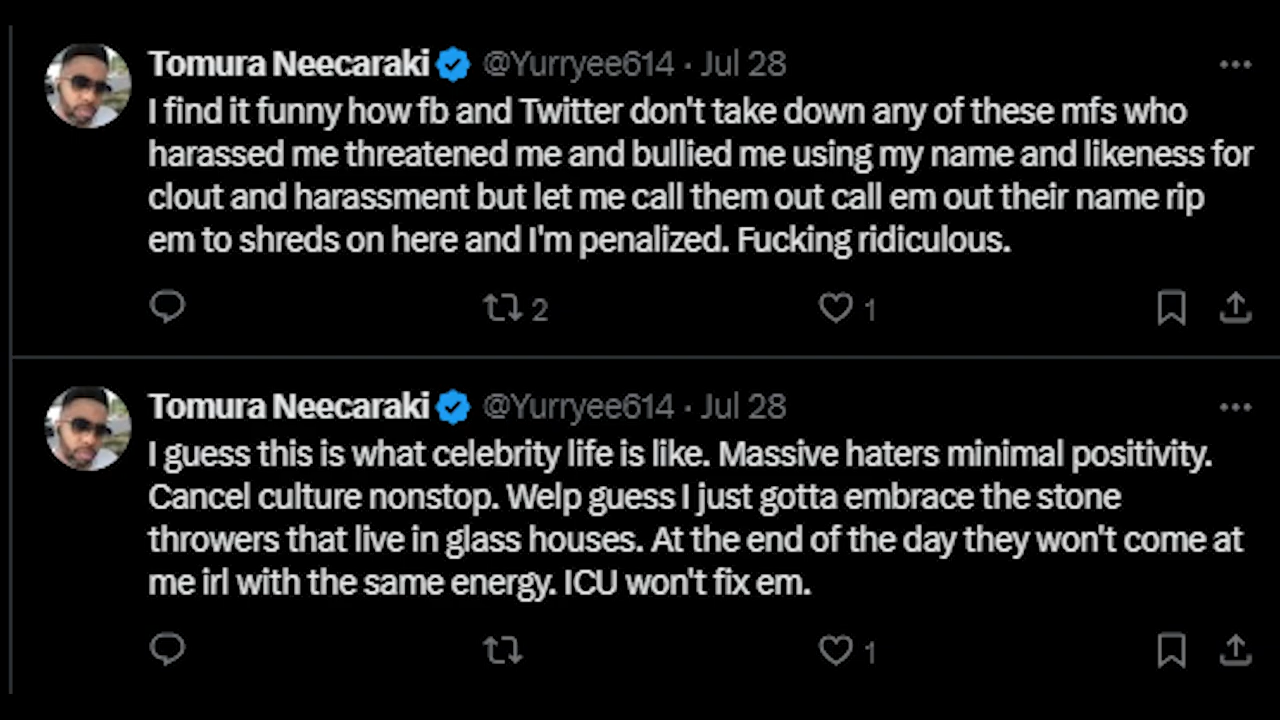 Tomura Neecaraki @Yurryee614 · Jul 28
I find it funny how fb and Twitter don't take down any of these mfs who
harassed me threatened me and bullied me using my name and likeness for
clout and harassment but let me call them out call em out their name rip
em to shreds on here and I'm penalized. Fucking ridiculous.
2 1
Tomura Neecaraki @Yurryee614 · Jul 28
I guess this is what celebrity life is like. Massive haters minimal positivity.
Cancel culture nonstop. Welp guess I just gotta embrace the stone
throwers that live in glass houses. At the end of the day they won't come at
me irl with the same energy. ICU won't fix em.
1